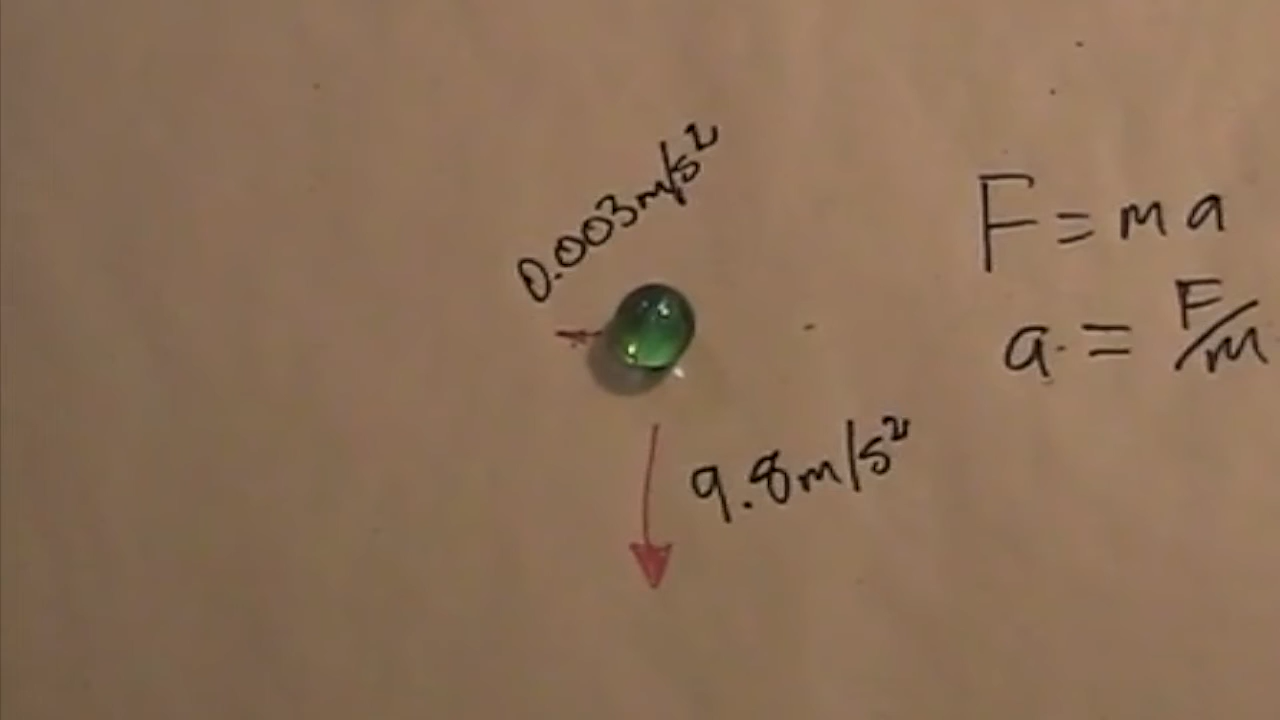 0.003m/s²
F = ma
a = F/m
9.8m/s²